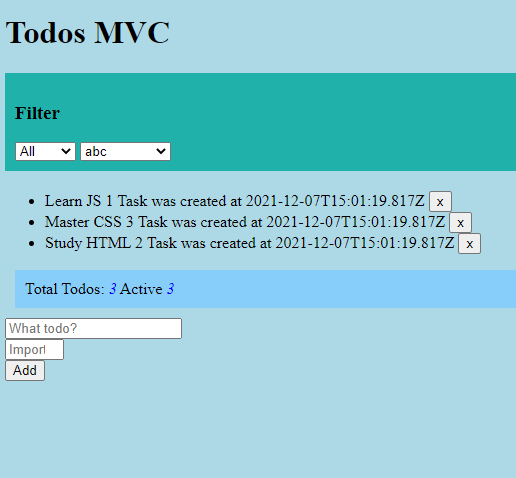 Todos MVC
Filter
All abc
Learn JS 1 Task was created at 2021-12-07T15:01:19.817Z x
Master CSS 3 Task was created at 2021-12-07T15:01:19.817Z x
Study HTML 2 Task was created at 2021-12-07T15:01:19.817Z x
Total Todos: 3 Active 3
What todo?
Import
Add